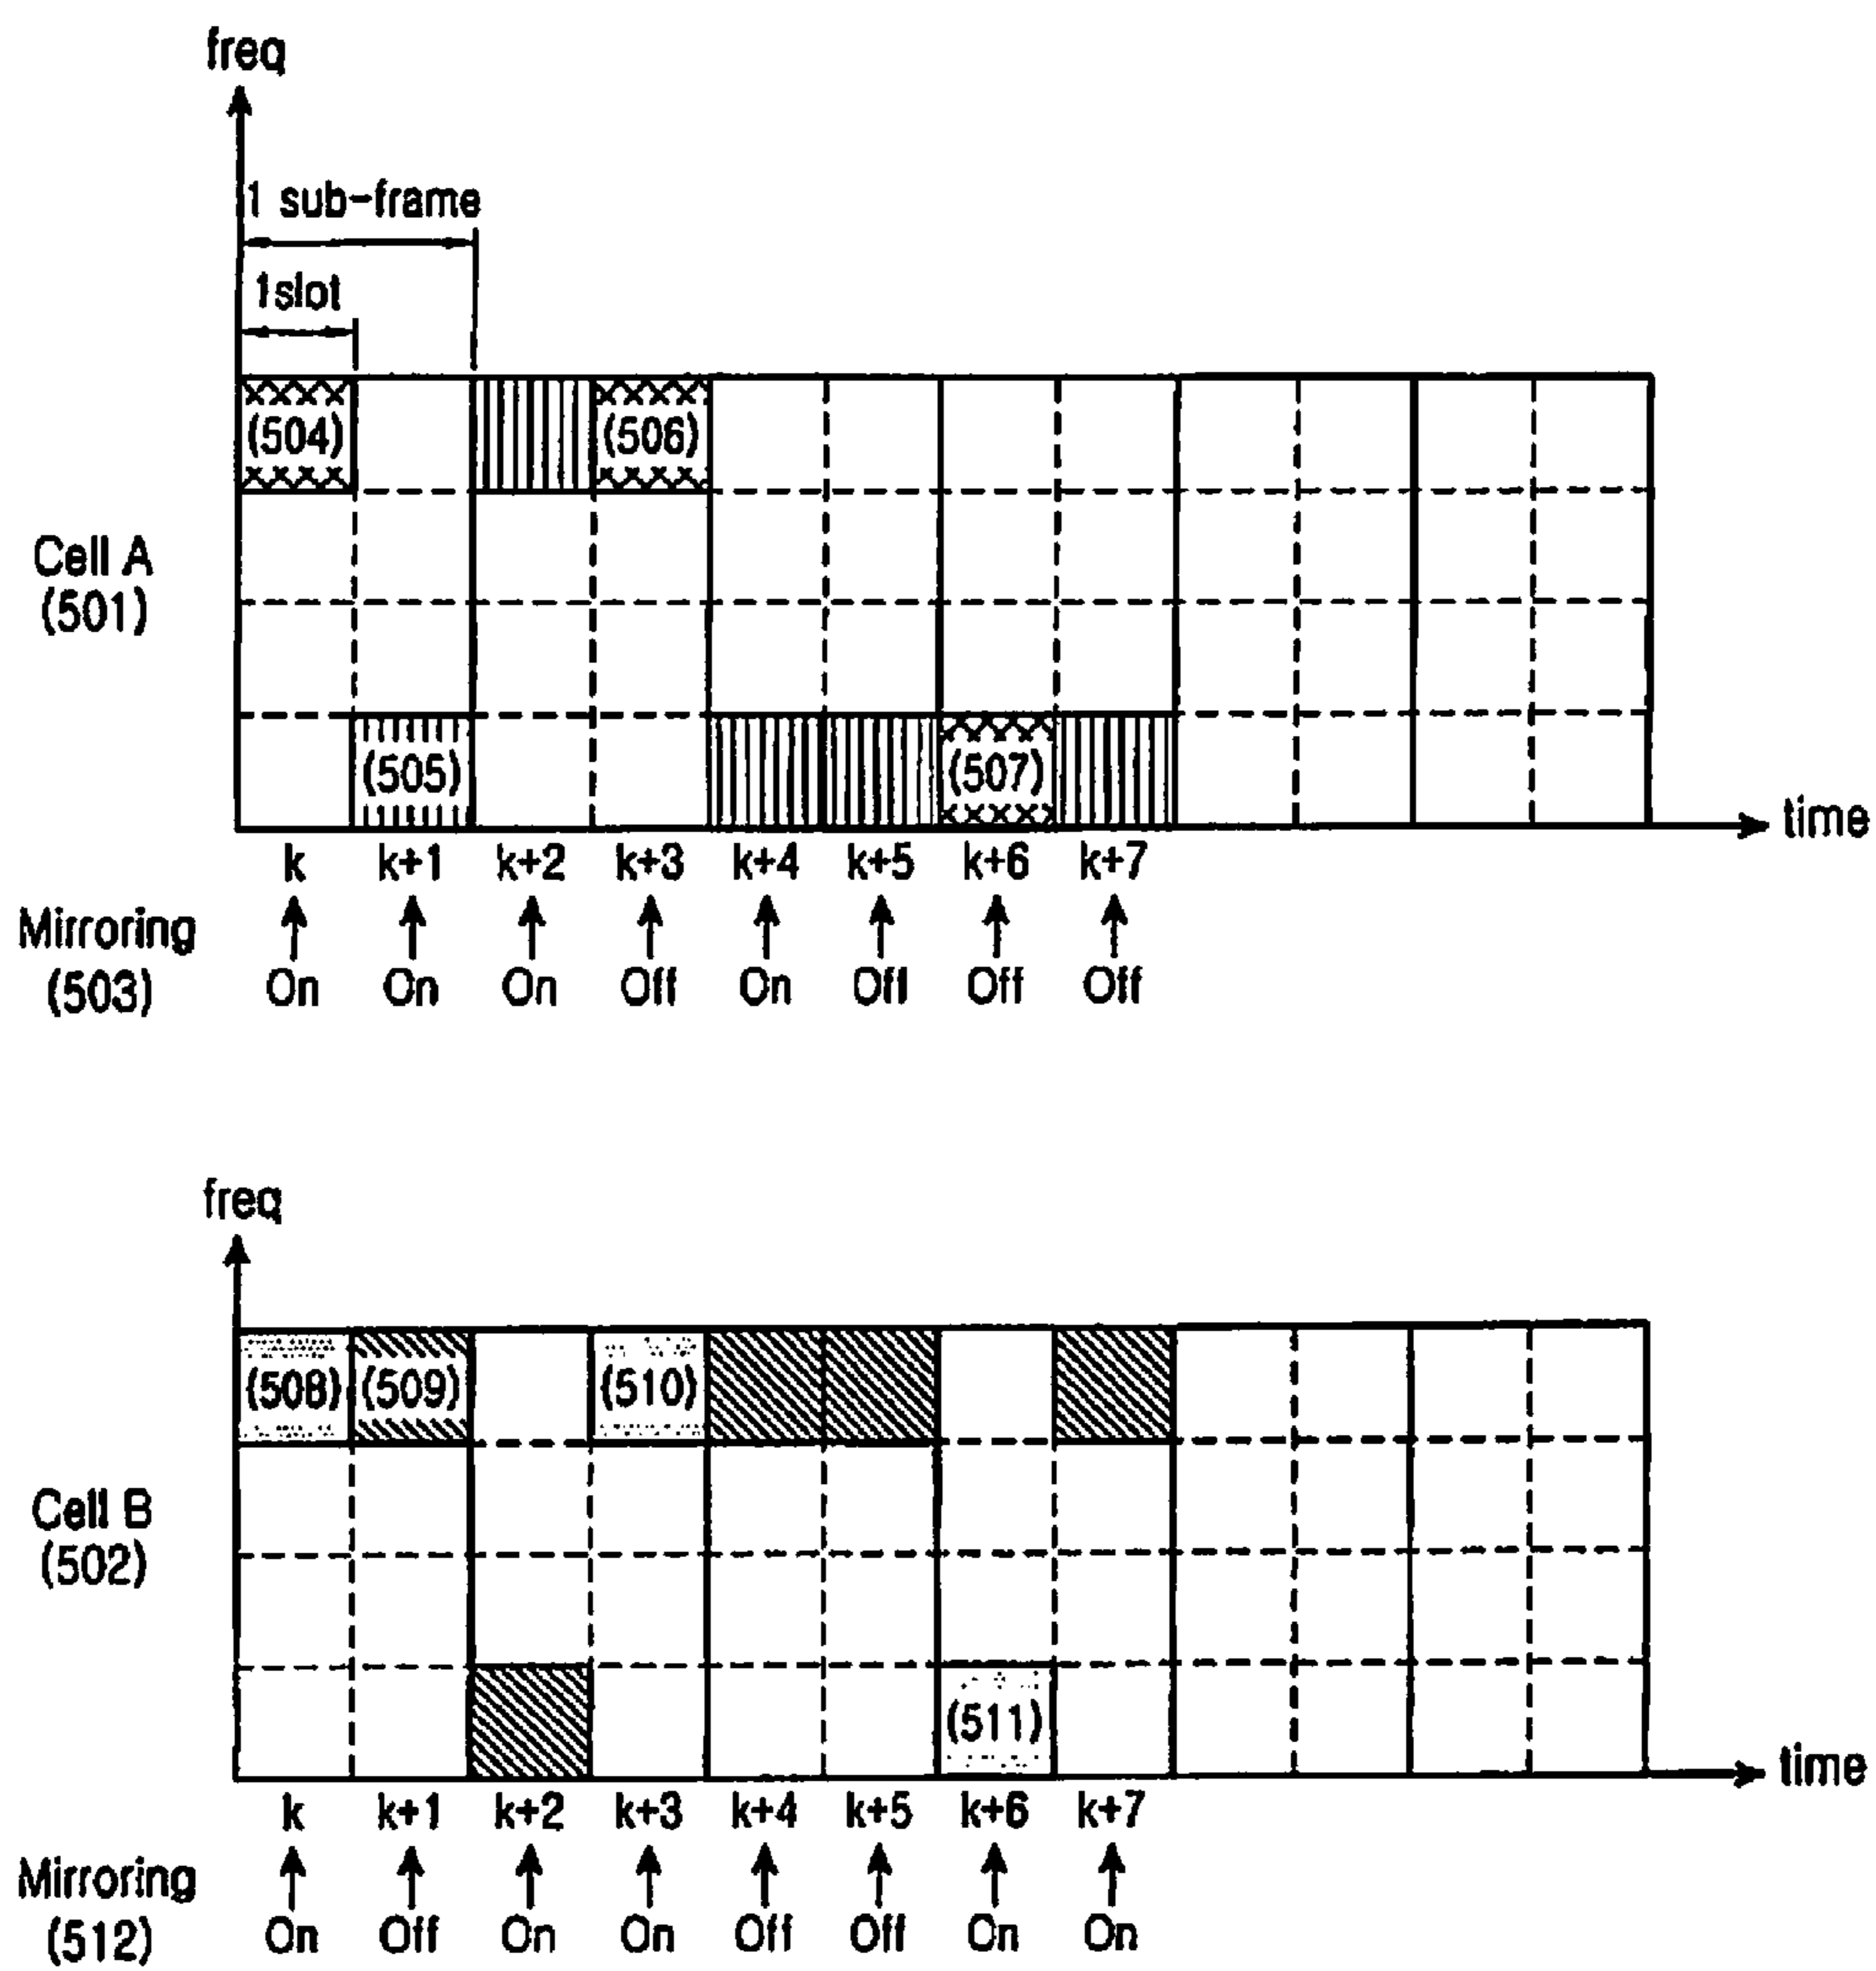 freq
1 sub-frame
1slot
(504) (506)
Cell A
(501)
(505) (507)
time
k k+1 k+2 k+3 k+4 k+5 k+6 k+7
Mirroring
(503)
On On On Off On Off Off Off
freq
(508) (509) (510)
Cell B
(502)
(511)
time
k k+1 k+2 k+3 k+4 k+5 k+6 k+7
Mirroring
(512)
On Off On On Off Off On On